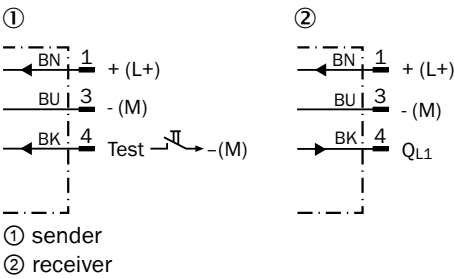 ① ②
BN 1 + (L+)
BU 3 - (M)
BK 4 Test –(M)
BN 1 + (L+)
BU 3 - (M)
BK 4 QL1
① sender
② receiver